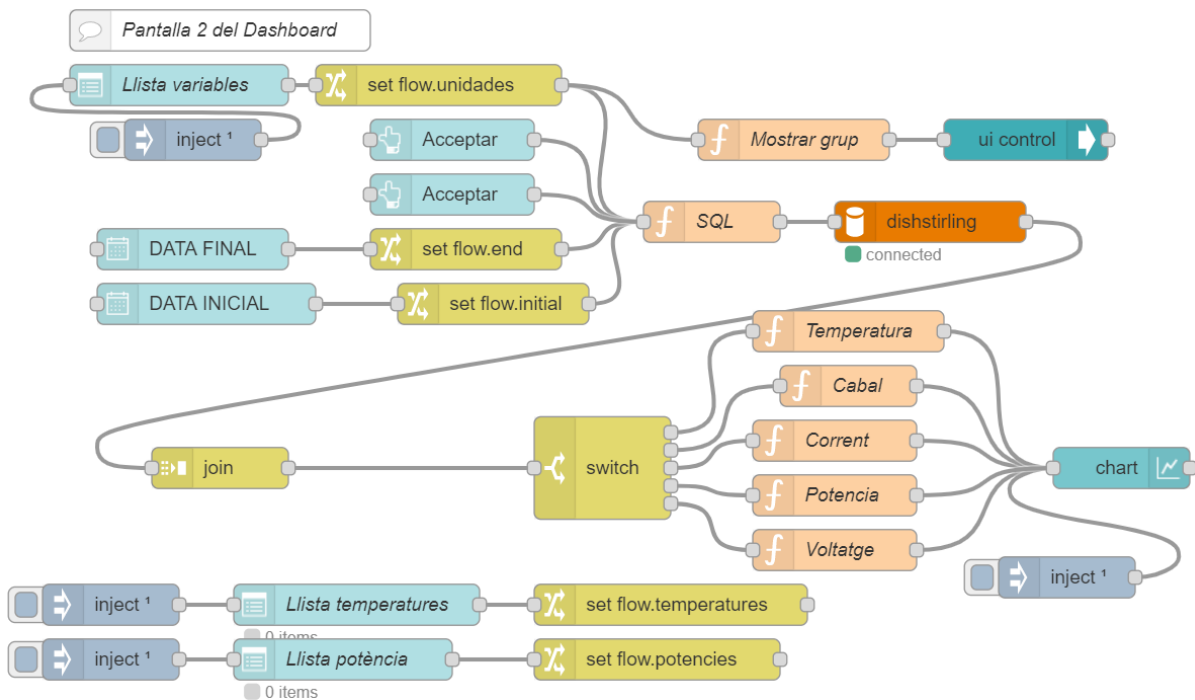 Pantalla 2 del Dashboard
Llista variables
set flow.unidades
inject ¹
Acceptar
Mostrar grup
ui control
Acceptar
SQL
dishstirling
connected
DATA FINAL
set flow.end
DATA INICIAL
set flow.initial
Temperatura
Cabal
Corrent
join
switch
chart
Potencia
Voltatge
inject ¹
inject ¹
Llista temperatures
set flow.temperatures
0 items
inject ¹
Llista potència
set flow.potencies
0 items